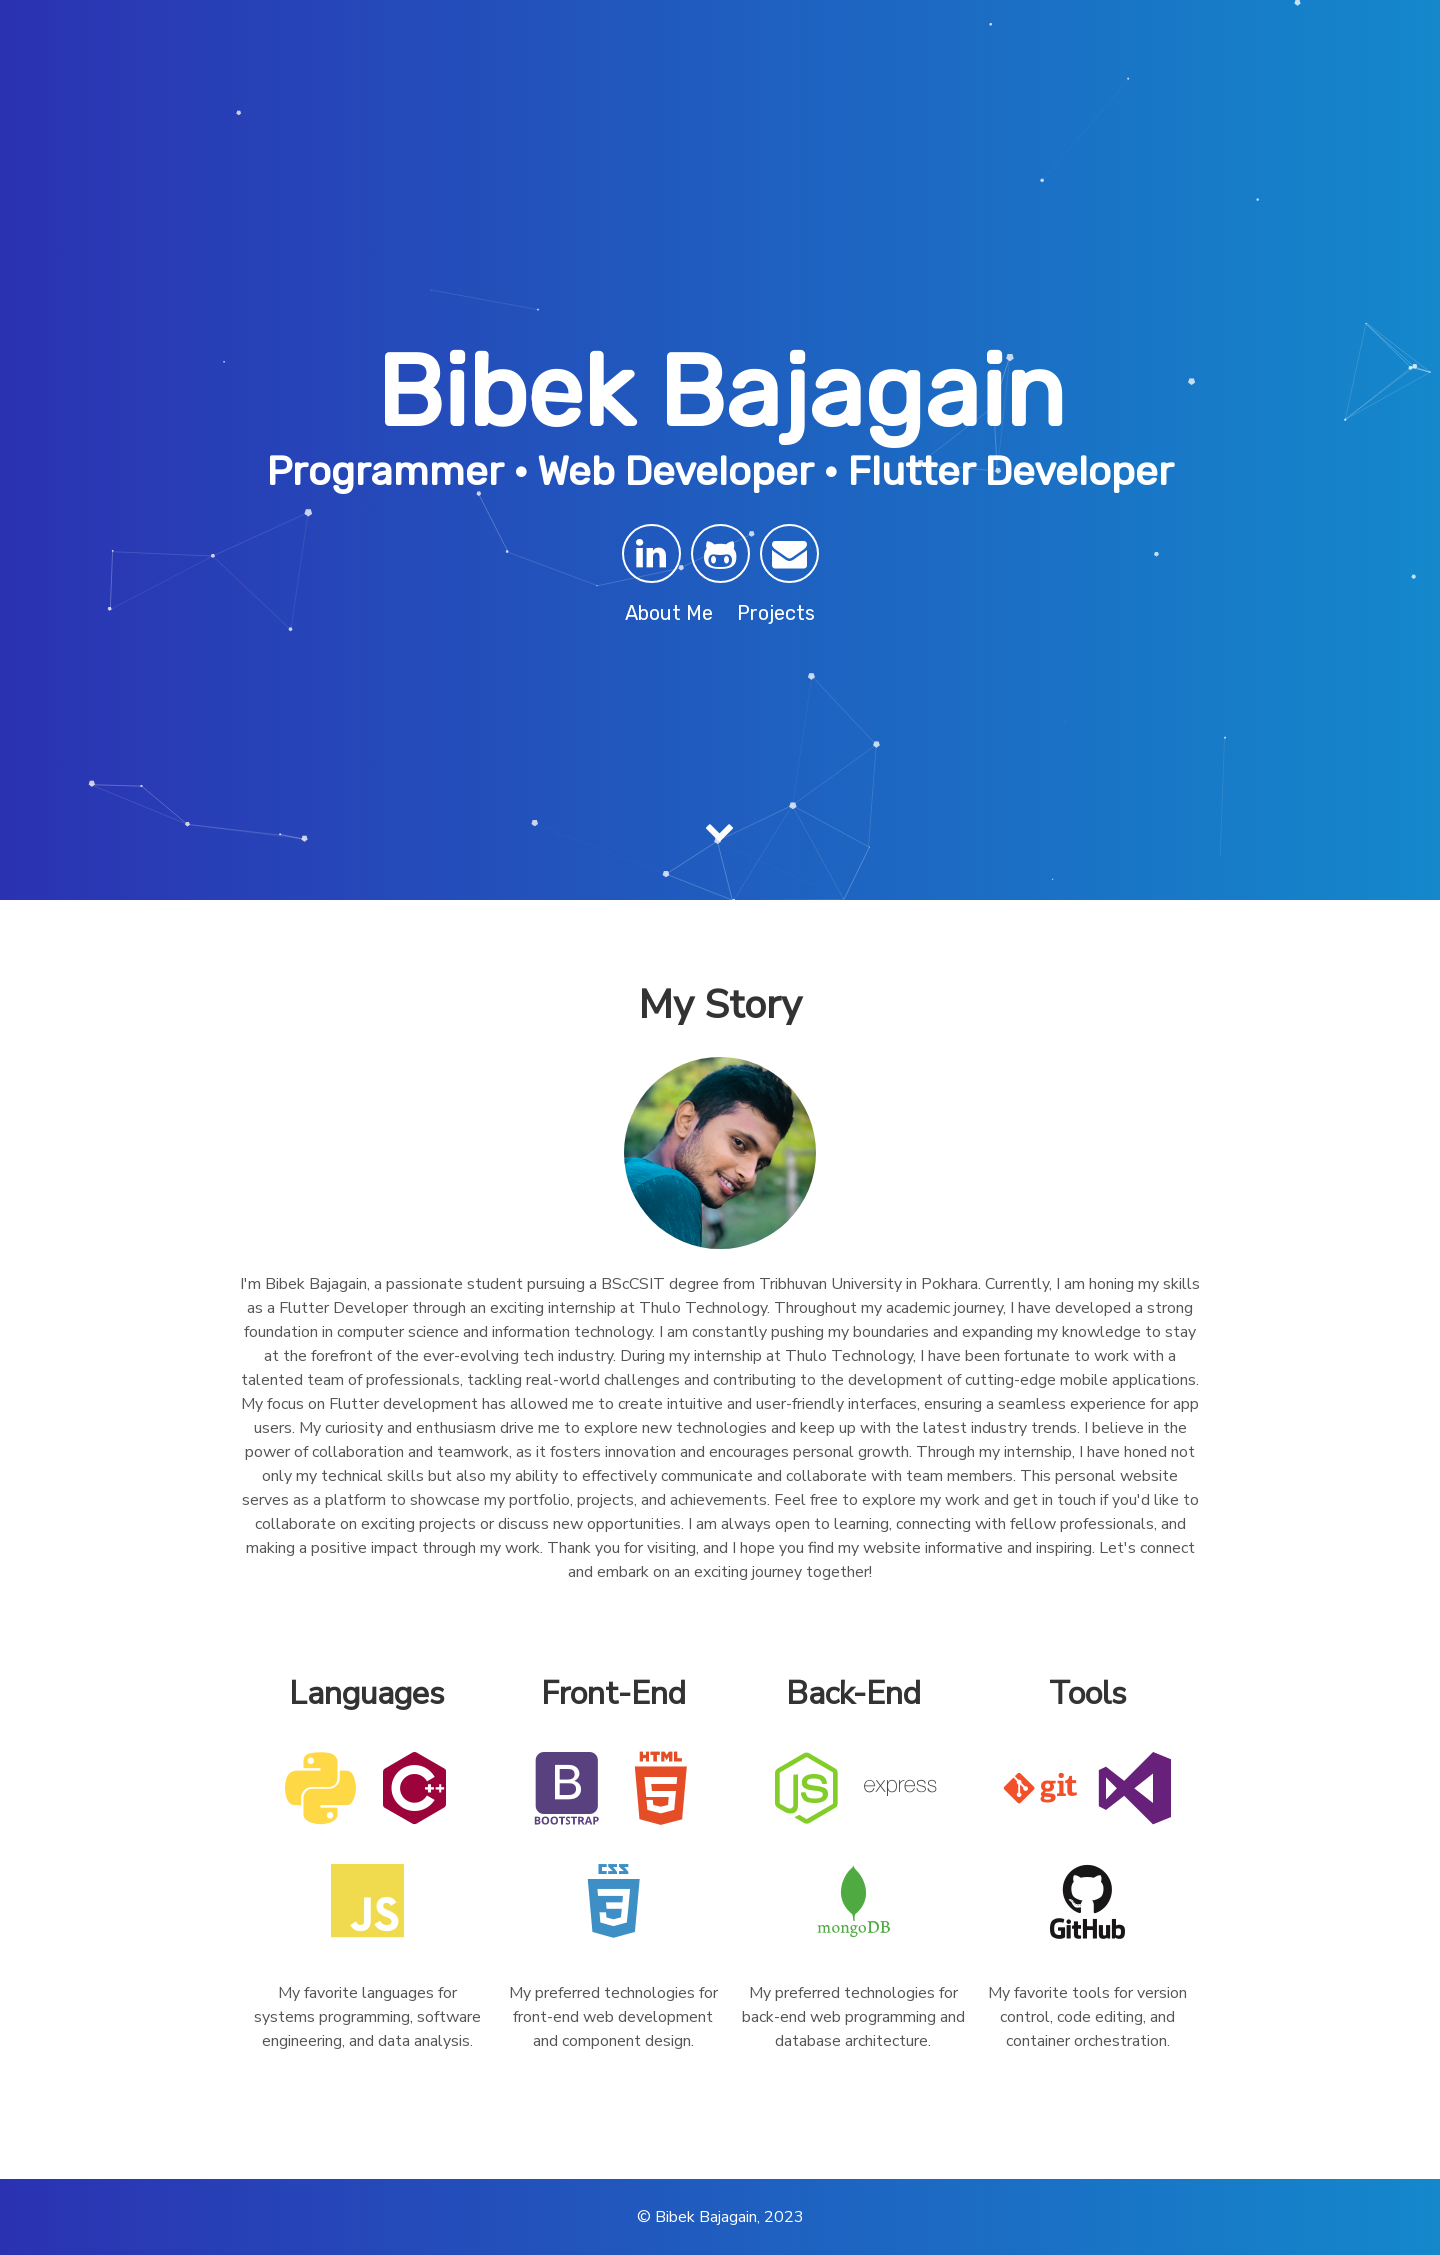 Bibek Bajagain
Programmer • Web Developer • Flutter Developer
in
About Me Projects
My Story
I'm Bibek Bajagain, a passionate student pursuing a BScCSIT degree from Tribhuvan University in Pokhara. Currently, I am honing my skills
as a Flutter Developer through an exciting internship at Thulo Technology. Throughout my academic journey, I have developed a strong
foundation in computer science and information technology. I am constantly pushing my boundaries and expanding my knowledge to stay
at the forefront of the ever-evolving tech industry. During my internship at Thulo Technology, I have been fortunate to work with a
talented team of professionals, tackling real-world challenges and contributing to the development of cutting-edge mobile applications.
My focus on Flutter development has allowed me to create intuitive and user-friendly interfaces, ensuring a seamless experience for app
users. My curiosity and enthusiasm drive me to explore new technologies and keep up with the latest industry trends. I believe in the
power of collaboration and teamwork, as it fosters innovation and encourages personal growth. Through my internship, I have honed not
only my technical skills but also my ability to effectively communicate and collaborate with team members. This personal website
serves as a platform to showcase my portfolio, projects, and achievements. Feel free to explore my work and get in touch if you'd like to
collaborate on exciting projects or discuss new opportunities. I am always open to learning, connecting with fellow professionals, and
making a positive impact through my work. Thank you for visiting, and I hope you find my website informative and inspiring. Let's connect
and embark on an exciting journey together!
Languages
C++
JS
My favorite languages for
systems programming, software
engineering, and data analysis.
Front-End
B
BOOTSTRAP
HTML
5
CSS
3
My preferred technologies for
front-end web development
and component design.
Back-End
JS
express
mongoDB
My preferred technologies for
back-end web programming and
database architecture.
Tools
git
GitHub
My favorite tools for version
control, code editing, and
container orchestration.
© Bibek Bajagain, 2023